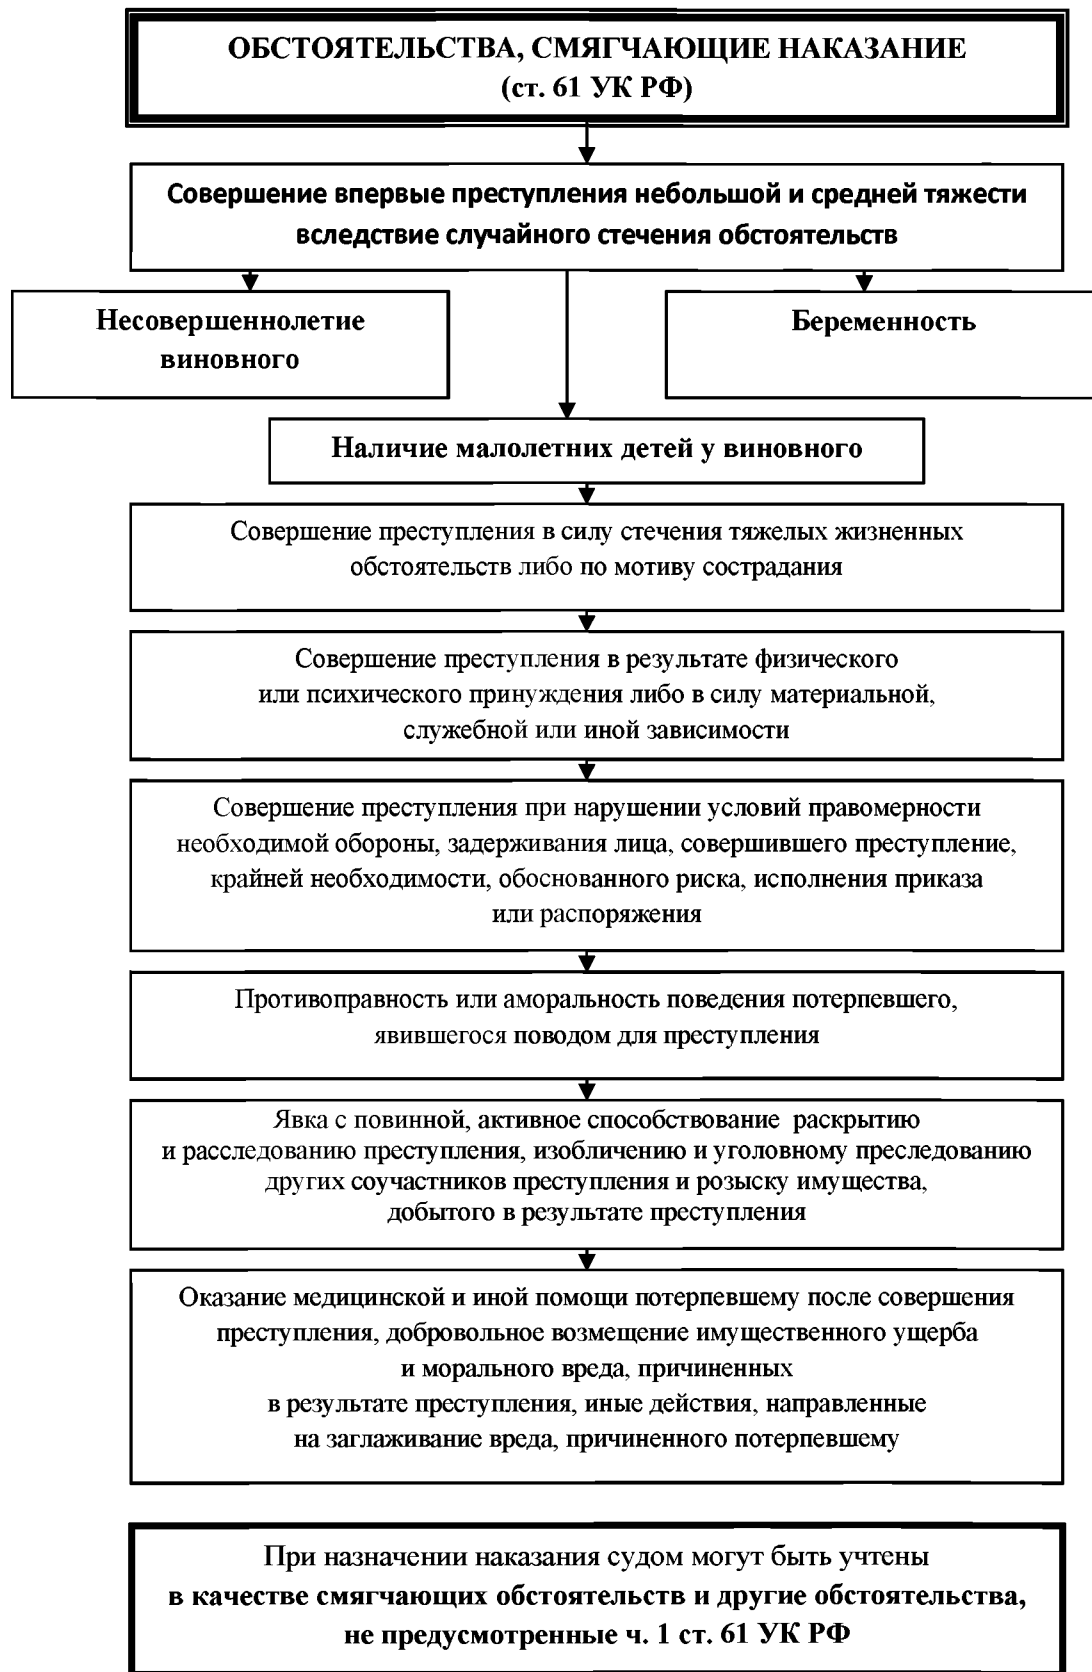 ОБСТОЯТЕЛЬСТВА, СМЯГЧАЮЩИЕ НАКАЗАНИЕ
(ст. 61 УК РФ)
Совершение впервые преступления небольшой и средней тяжести
вследствие случайного стечения обстоятельств
Несовершеннолетие
виновного
Беременность
Наличие малолетних детей у виновного
Совершение преступления в силу стечения тяжелых жизненных
обстоятельств либо по мотиву сострадания
Совершение преступления в результате физического
или психического принуждения либо в силу материальной,
служебной или иной зависимости
Совершение преступления при нарушении условий правомерности
необходимой обороны, задерживания лица, совершившего преступление,
крайней необходимости, обоснованного риска, исполнения приказа
или распоряжения
Противоправность или аморальность поведения потерпевшего,
явившегося поводом для преступления
Явка с повинной, активное способствование раскрытию
и расследованию преступления, изобличению и уголовному преследованию
других соучастников преступления и розыску имущества,
добытого в результате преступления
Оказание медицинской и иной помощи потерпевшему после совершения
преступления, добровольное возмещение имущественного ущерба
и морального вреда, причиненных
в результате преступления, иные действия, направленные
на заглаживание вреда, причиненного потерпевшему
При назначении наказания судом могут быть учтены
в качестве смягчающих обстоятельств и другие обстоятельства,
не предусмотренные ч. 1 ст. 61 УК РФ